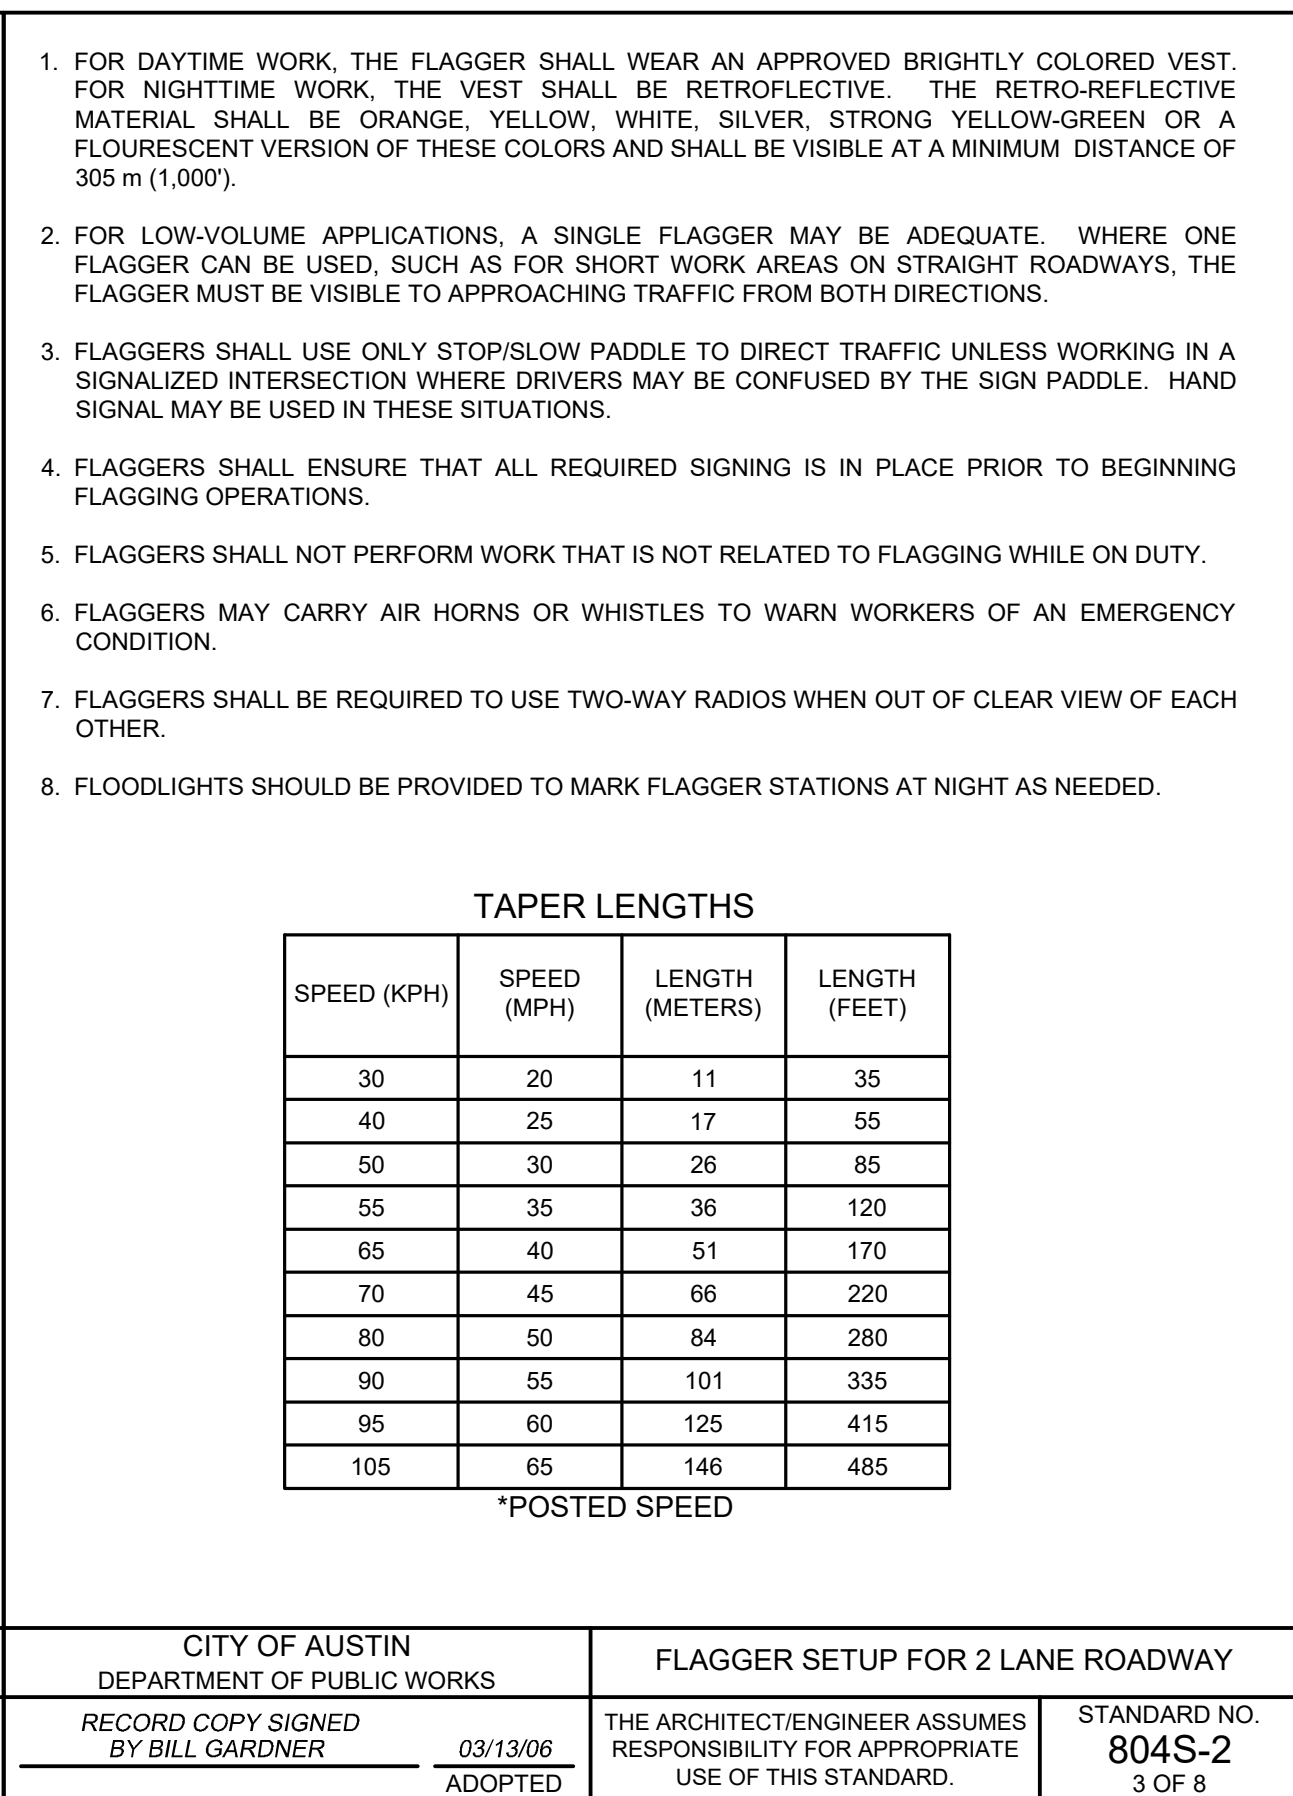 1. FOR DAYTIME WORK, THE FLAGGER SHALL WEAR AN APPROVED BRIGHTLY COLORED VEST.
FOR NIGHTTIME WORK, THE VEST SHALL BE RETROFLECTIVE. THE RETRO-REFLECTIVE
MATERIAL SHALL BE ORANGE, YELLOW, WHITE, SILVER, STRONG YELLOW-GREEN OR A
FLOURESCENT VERSION OF THESE COLORS AND SHALL BE VISIBLE AT A MINIMUM DISTANCE OF
305 m (1,000').
2. FOR LOW-VOLUME APPLICATIONS, A SINGLE FLAGGER MAY BE ADEQUATE. WHERE ONE
FLAGGER CAN BE USED, SUCH AS FOR SHORT WORK AREAS ON STRAIGHT ROADWAYS, THE
FLAGGER MUST BE VISIBLE TO APPROACHING TRAFFIC FROM BOTH DIRECTIONS.
3. FLAGGERS SHALL USE ONLY STOP/SLOW PADDLE TO DIRECT TRAFFIC UNLESS WORKING IN A
SIGNALIZED INTERSECTION WHERE DRIVERS MAY BE CONFUSED BY THE SIGN PADDLE. HAND
SIGNAL MAY BE USED IN THESE SITUATIONS.
4. FLAGGERS SHALL ENSURE THAT ALL REQUIRED SIGNING IS IN PLACE PRIOR TO BEGINNING
FLAGGING OPERATIONS.
5. FLAGGERS SHALL NOT PERFORM WORK THAT IS NOT RELATED TO FLAGGING WHILE ON DUTY.
6. FLAGGERS MAY CARRY AIR HORNS OR WHISTLES TO WARN WORKERS OF AN EMERGENCY
CONDITION.
7. FLAGGERS SHALL BE REQUIRED TO USE TWO-WAY RADIOS WHEN OUT OF CLEAR VIEW OF EACH
OTHER.
8. FLOODLIGHTS SHOULD BE PROVIDED TO MARK FLAGGER STATIONS AT NIGHT AS NEEDED.
TAPER LENGTHS
SPEED (KPH) SPEED (MPH) LENGTH (METERS) LENGTH (FEET)
30 20 11 35
40 25 17 55
50 30 26 85
55 35 36 120
65 40 51 170
70 45 66 220
80 50 84 280
90 55 101 335
95 60 125 415
105 65 146 485
*POSTED SPEED
CITY OF AUSTIN
DEPARTMENT OF PUBLIC WORKS
FLAGGER SETUP FOR 2 LANE ROADWAY
RECORD COPY SIGNED
BY BILL GARDNER
03/13/06
ADOPTED
THE ARCHITECT/ENGINEER ASSUMES
RESPONSIBILITY FOR APPROPRIATE
USE OF THIS STANDARD.
STANDARD NO.
804S-2
3 OF 8